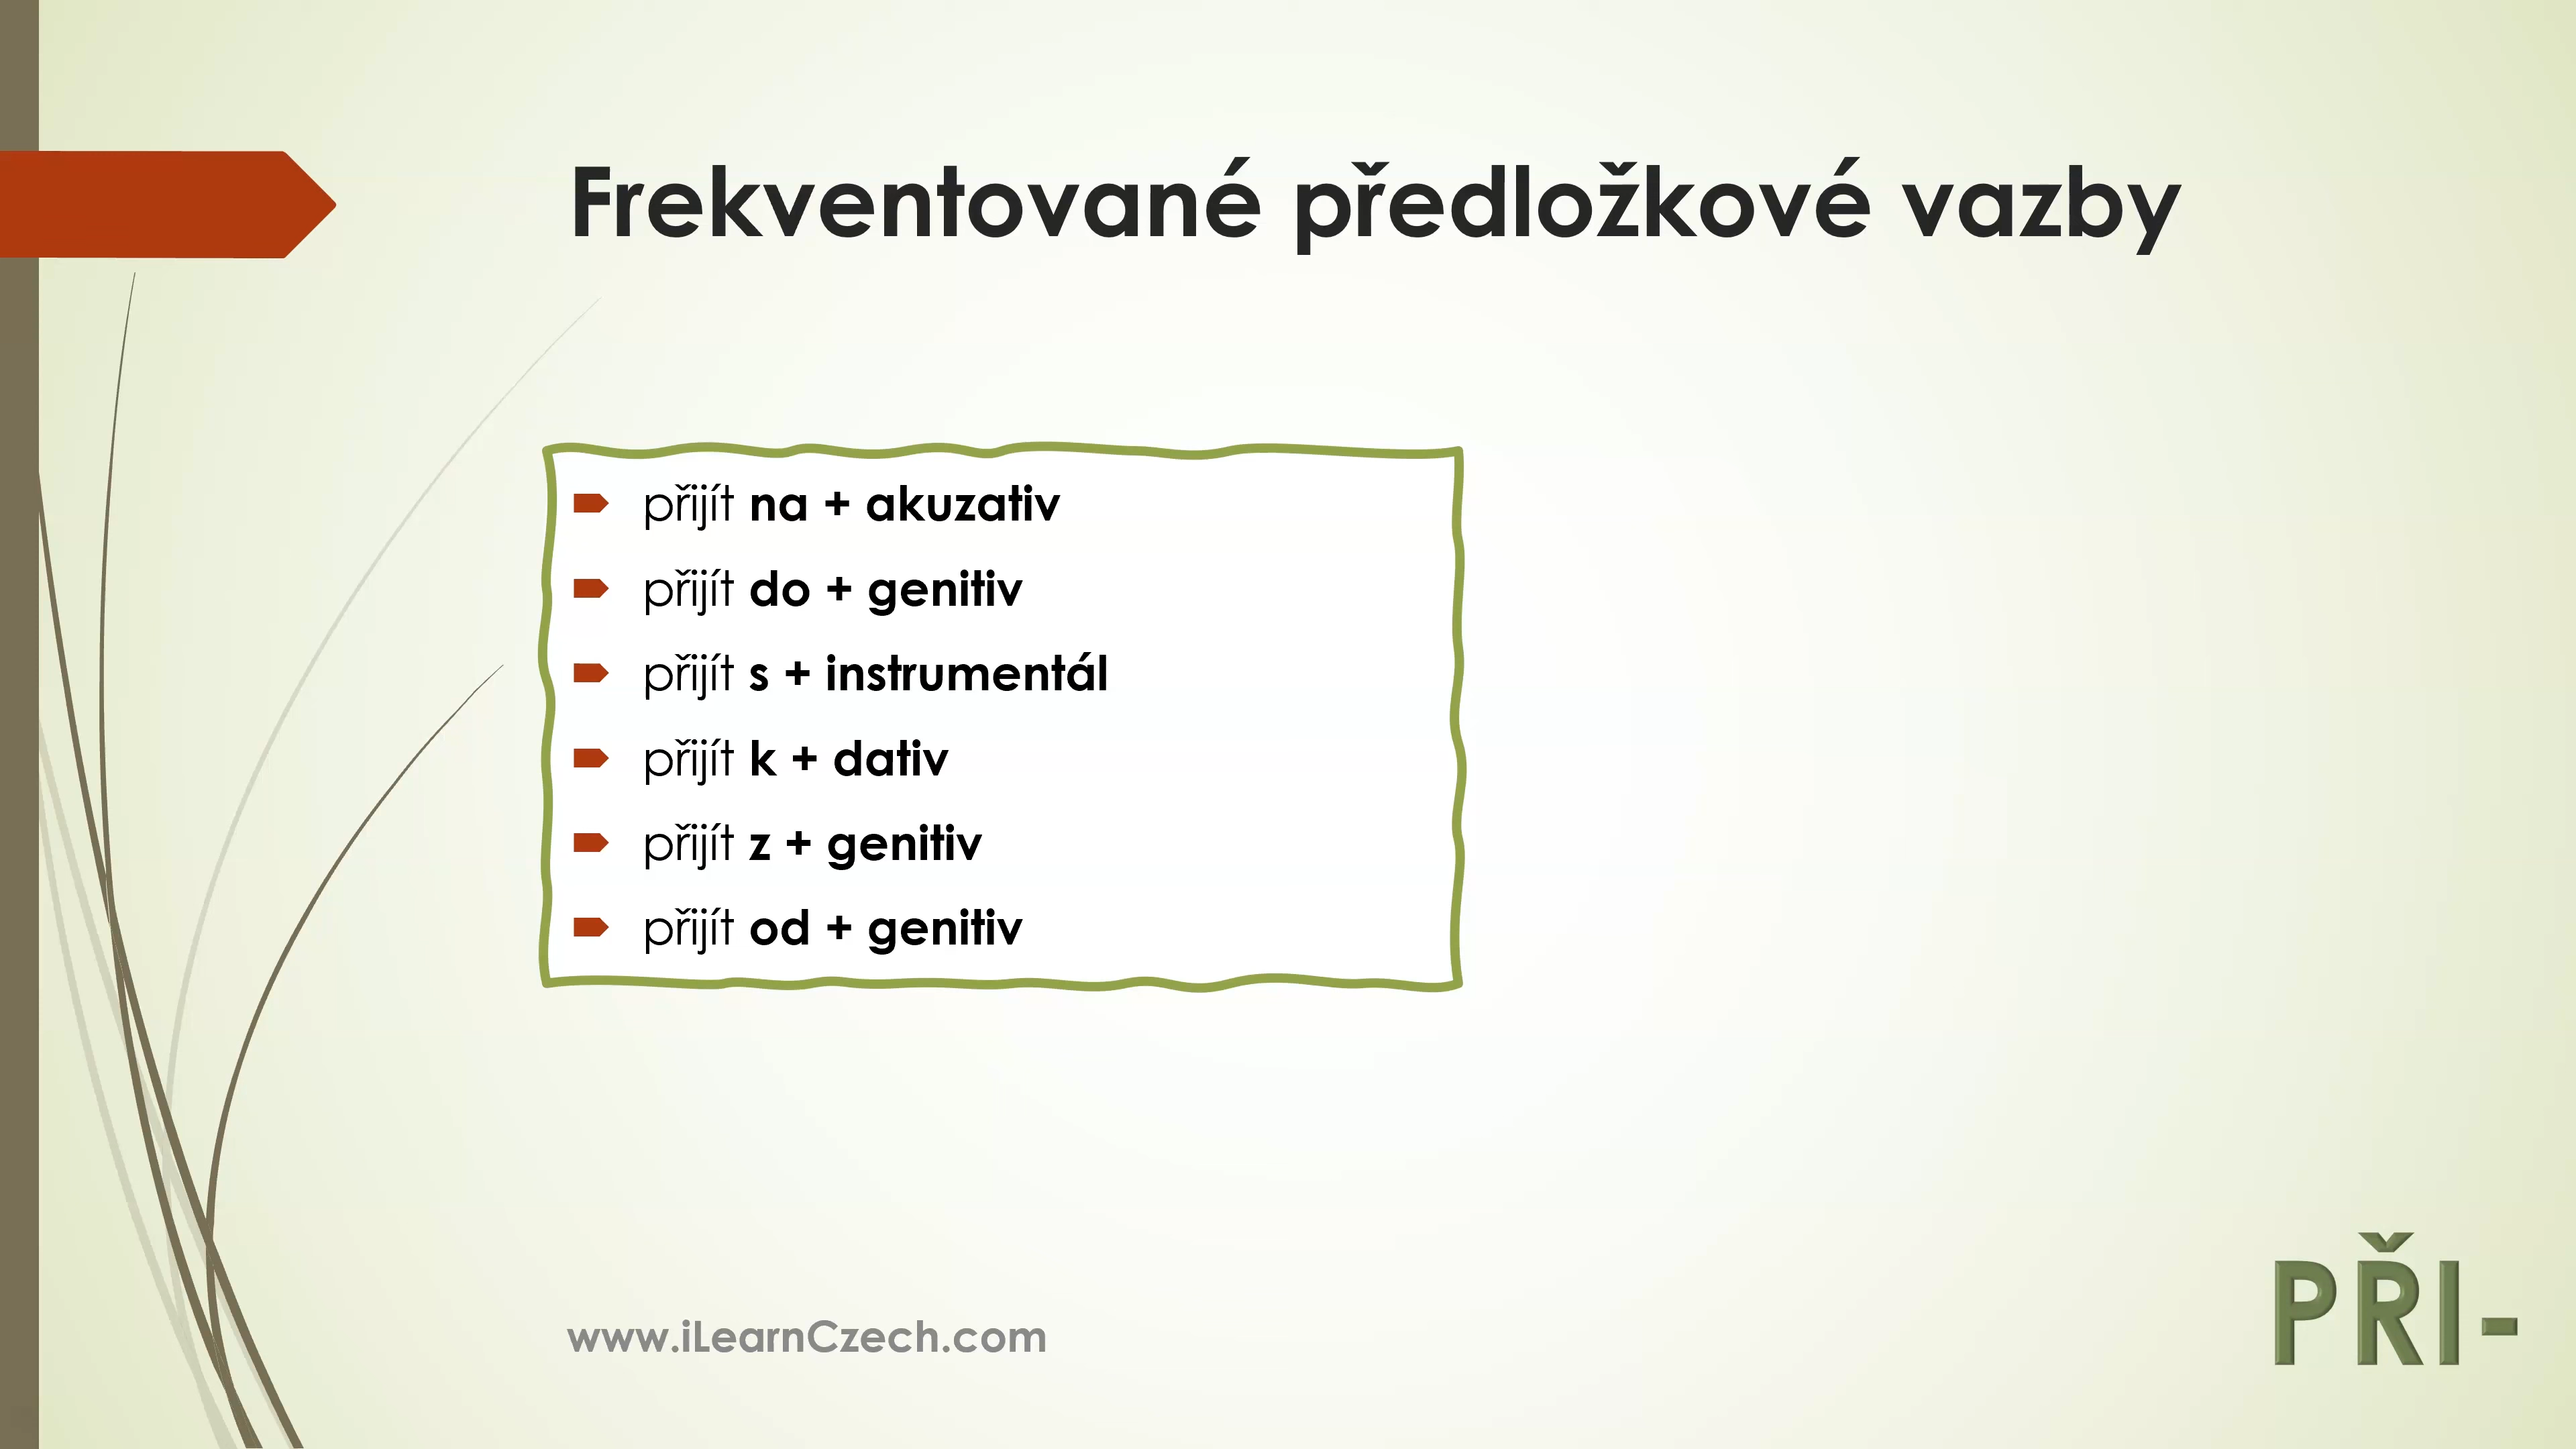 Frekventované předložkové vazby
přijít na + akuzativ
přijít do + genitiv
přijít s + instrumentál
přijít k + dativ
přijít z + genitiv
přijít od + genitiv
www.iLearnCzech.com
PŘI-